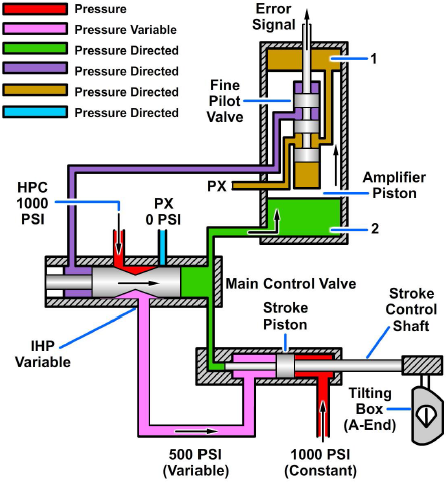 Pressure
Pressure Variable
Pressure Directed
Pressure Directed
Pressure Directed
Pressure Directed
Error
Signal
1
Fine
Pilot
Valve
HPC
1000
PSI
PX
0 PSI
PX
Amplifier
Piston
2
Main Control Valve
IHP
Variable
Stroke
Piston
Stroke
Control
Shaft
Tilting
Box
(A-End)
500 PSI
(Variable)
1000 PSI
(Constant)